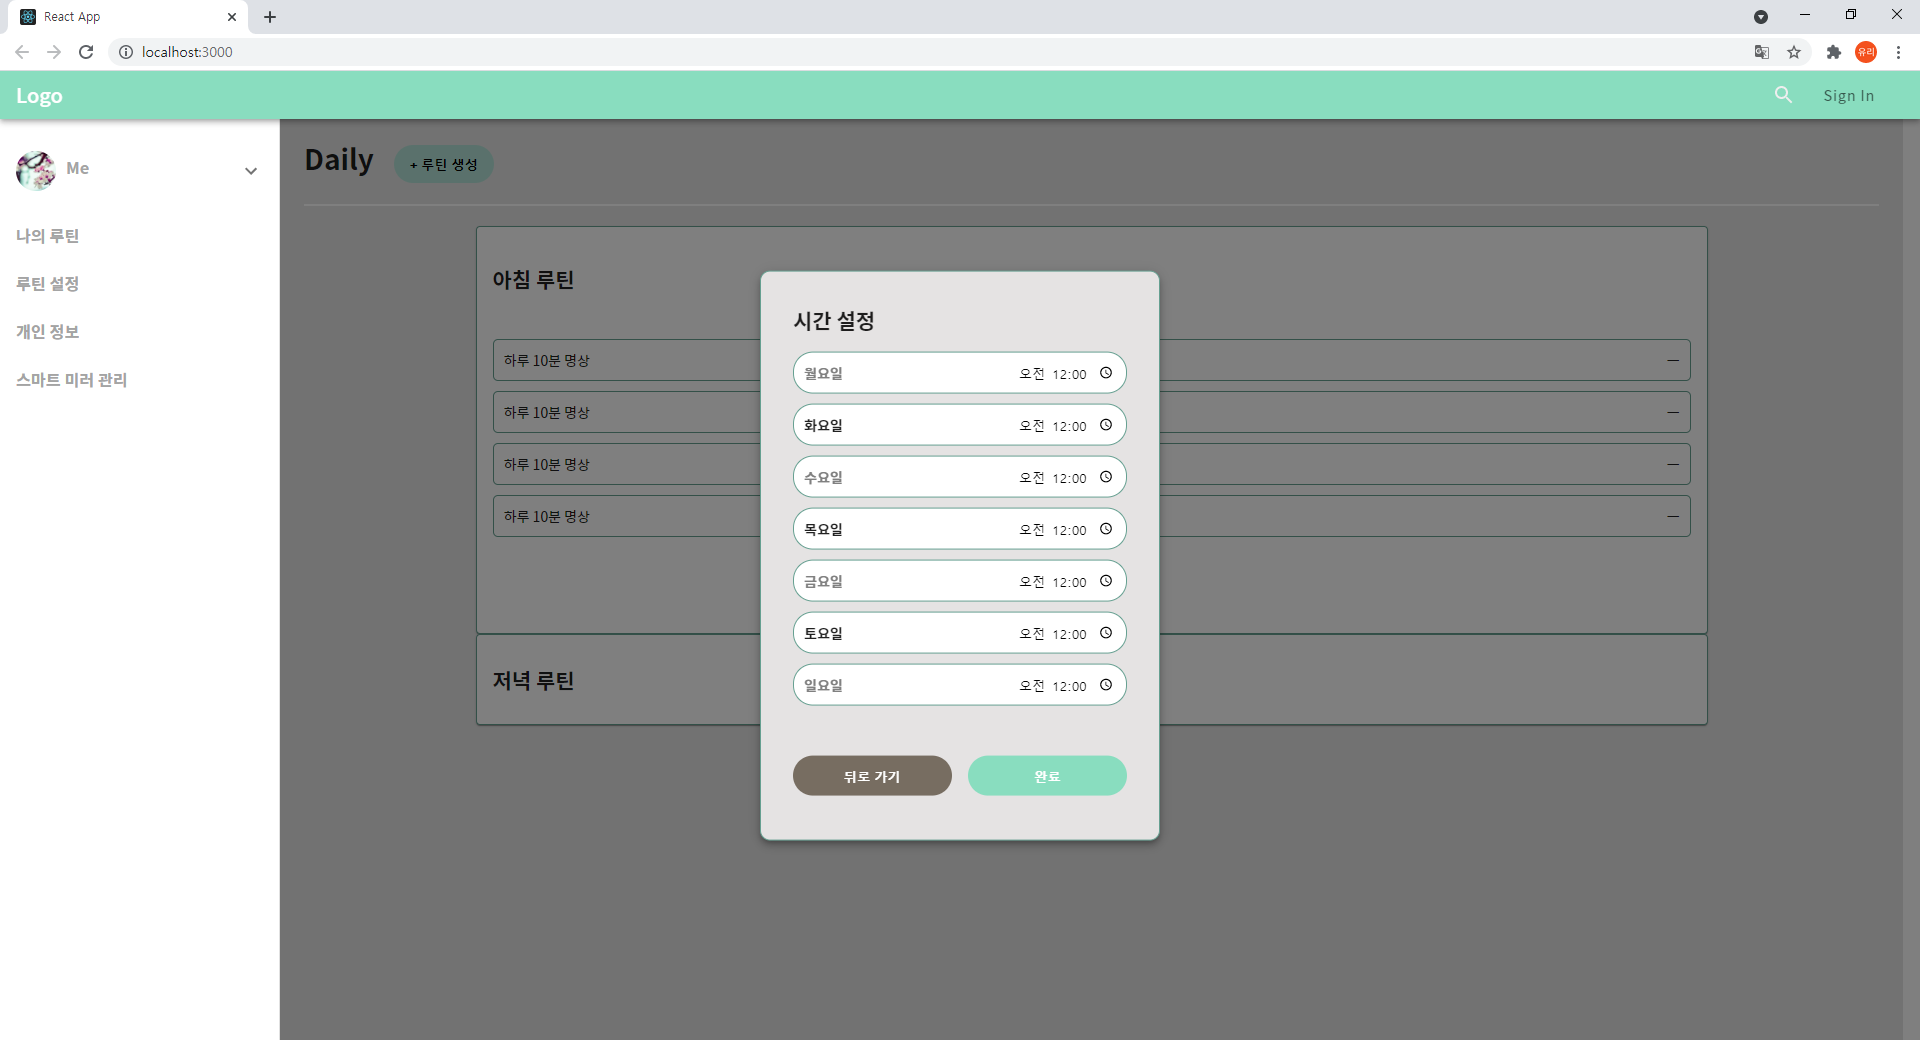 React App
localhost:3000
유리
Logo
Sign In
Me
나의 루틴
루틴 설정
개인 정보
스마트 미러 관리
Daily
+ 루틴 생성
아침 루틴
하루 10분 명상
하루 10분 명상
하루 10분 명상
하루 10분 명상
저녁 루틴
시간 설정
월요일 오전 12:00
화요일 오전 12:00
수요일 오전 12:00
목요일 오전 12:00
금요일 오전 12:00
토요일 오전 12:00
일요일 오전 12:00
뒤로 가기 완료